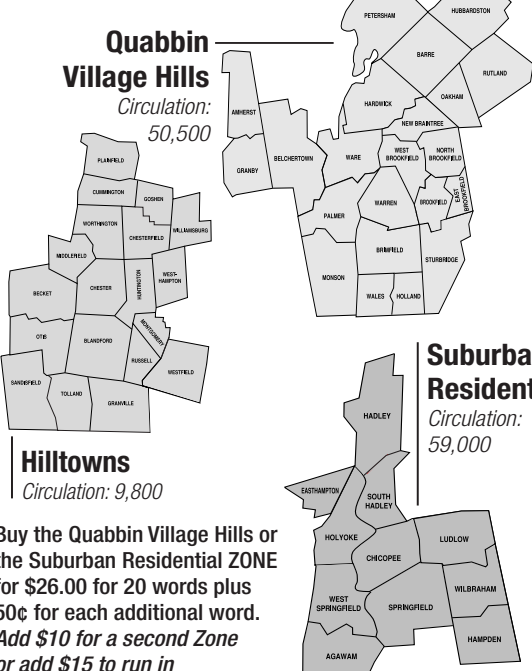 Quabbin
Village Hills
Circulation:
50,500
PETERSHAM
HUBBARDSTON
BARRE
RUTLAND
HARDWICK
OAKHAM
NEW BRAINTREE
AMHERST
GRANBY
BELCHERTOWN
WARE
WEST
BROOKFIELD
NORTH
BROOKFIELD
EAST
BROOKFIELD
PALMER
WARREN
BROOKFIELD
BRIMFIELD
STURBRIDGE
MONSON
WALES
HOLLAND
PLAINFIELD
CUMMINGTON
GOSHEN
WORTHINGTON
CHESTERFIELD
WILLIAMSBURG
MIDDLEFIELD
WEST-
HAMPTON
BECKET
CHESTER
HUNTINGTON
MONTGOMERY
OTIS
BLANDFORD
RUSSELL
WESTFIELD
SANDISFIELD
TOLLAND
GRANVILLE
Hilltowns
Circulation: 9,800
Suburba
Resident
Circulation:
59,000
HADLEY
EASTHAMPTON
SOUTH
HADLEY
HOLYOKE
CHICOPEE
LUDLOW
WEST
SPRINGFIELD
SPRINGFIELD
WILBRAHAM
HAMPDEN
AGAWAM
Buy the Quabbin Village Hills or
the Suburban Residential ZONE
for $26.00 for 20 words plus
50¢ for each additional word.
Add $10 for a second Zone
or add $15 to run in